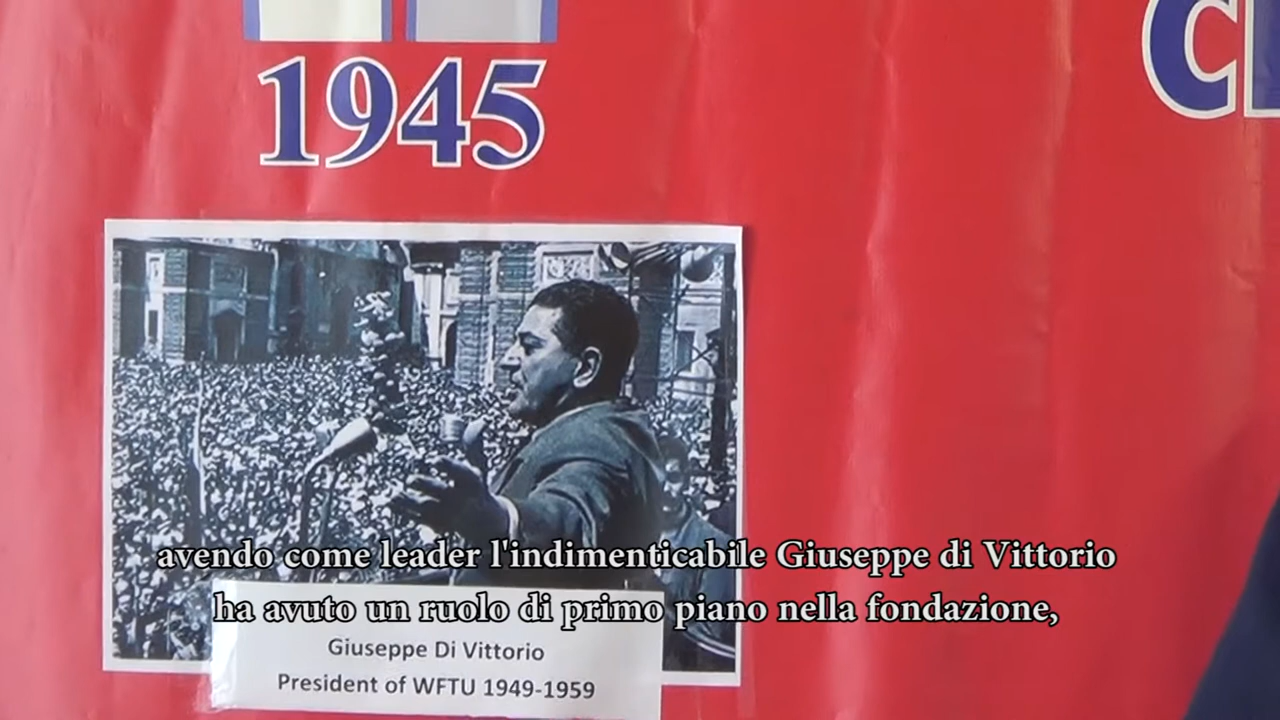 1945
avendo come leader l'indimenticabile Giuseppe di Vittorio
ha avuto un ruolo di primo piano nella fondazione,
Giuseppe Di Vittorio
President of WFTU 1949-1959